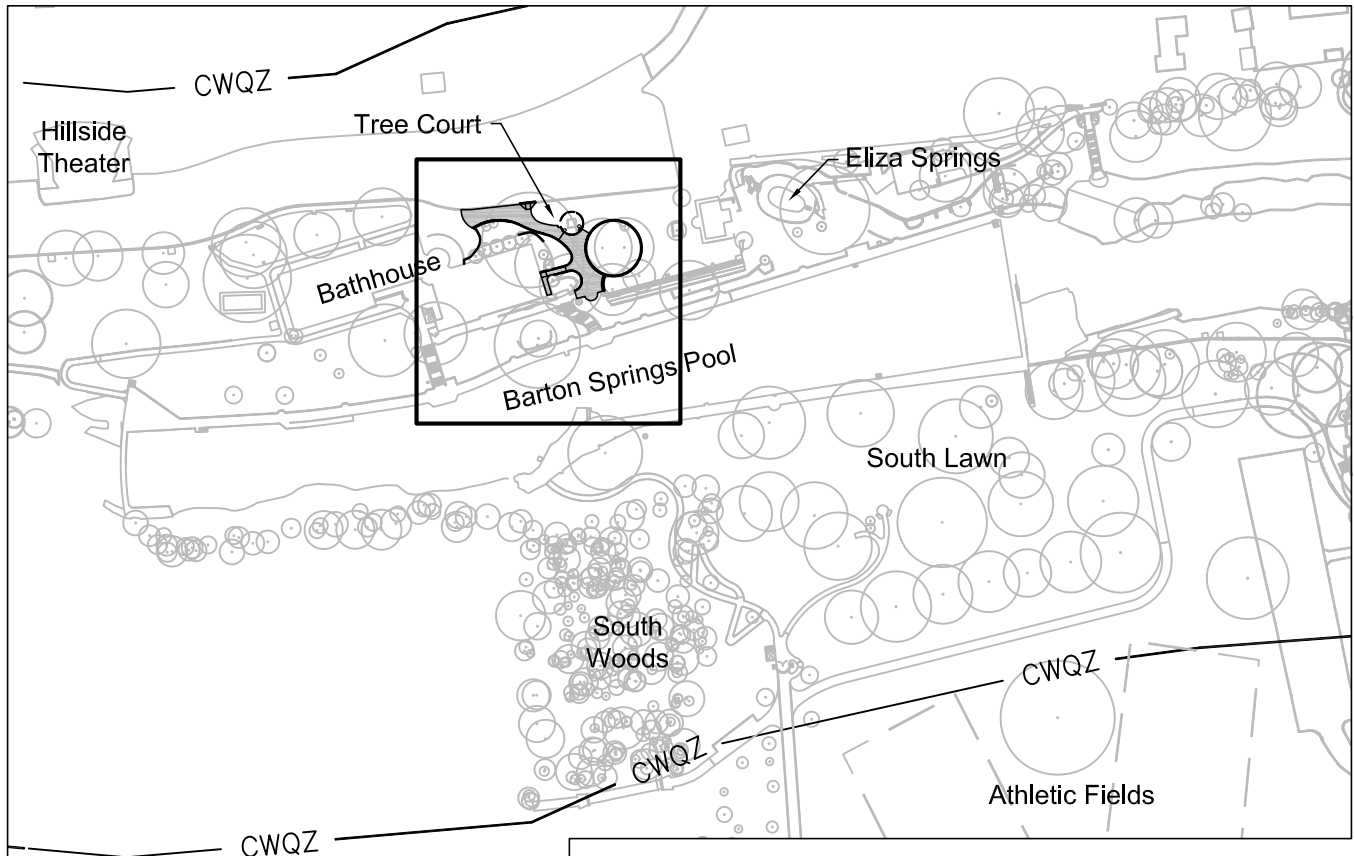 CWQZ
Hillside
Theater
Tree Court
Eliza Springs
Bathhouse
Barton Springs Pool
South Lawn
South
Woods
CWQZ
CWQZ
Athletic Fields
CWQZ